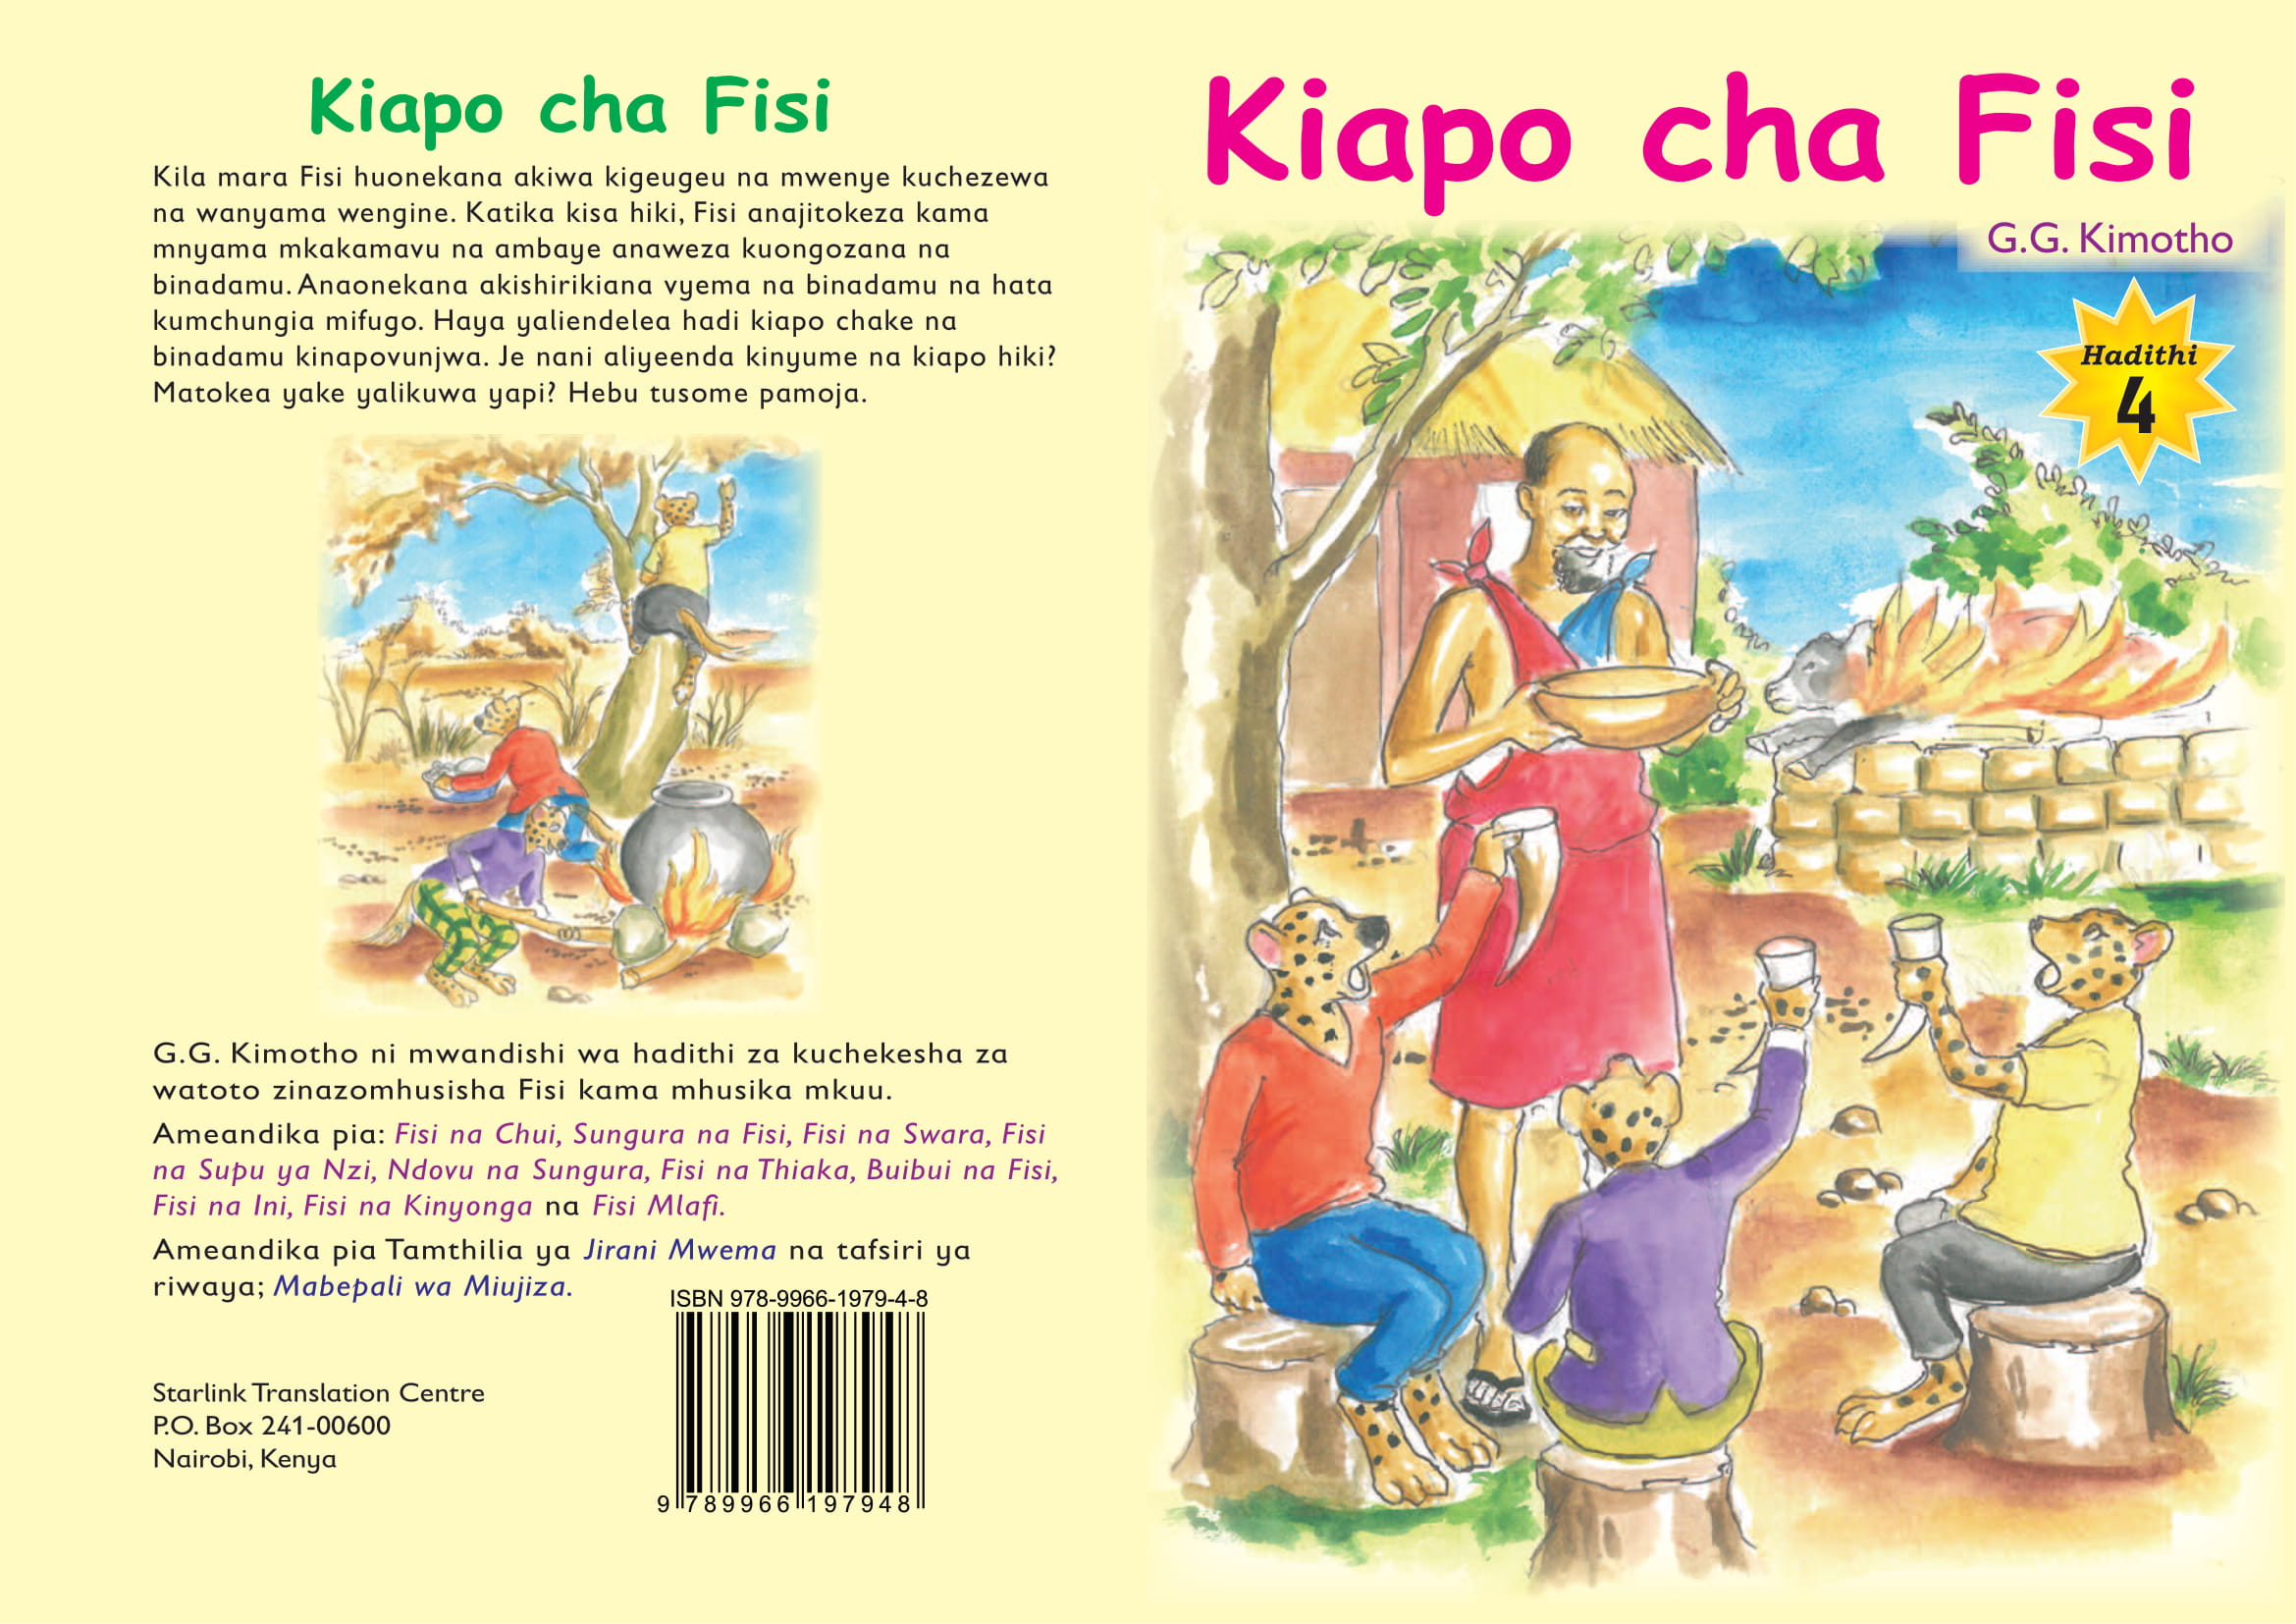 Kiapo cha Fisi
Kila mara Fisi huonekana akiwa kigeugeu na mwenye kuchezewa
na wanyama wengine. Katika kisa hiki, Fisi anajitokeza kama
mnyama mkakamavu na ambaye anaweza kuongozana na
binadamu. Anaonekana akishirikiana vyema na binadamu na hata
kumchungia mifugo. Haya yaliendelea hadi kiapo chake na
binadamu kinapovunjwa. Je nani aliyeenda kinyume na kiapo hiki?
Matokea yake yalikuwa yapi? Hebu tusome pamoja.
G.G. Kimotho ni mwandishi wa hadithi za kuchekesha za
watoto zinazomhusisha Fisi kama mhusika mkuu.
Ameandika pia: Fisi na Chui, Sungura na Fisi, Fisi na Swara, Fisi
na Supu ya Nzi, Ndovu na Sungura, Fisi na Thiaka, Buibui na Fisi,
Fisi na Ini, Fisi na Kinyonga na Fisi Mlafi.
Ameandika pia Tamthilia ya Jirani Mwema na tafsiri ya
riwaya; Mabepali wa Miujiza.
ISBN 978-9966-1979-4-8
9 789966 197948
Starlink Translation Centre
P.O. Box 241-00600
Nairobi, Kenya
Kiapo cha Fisi
G.G. Kimotho
Hadithi
4